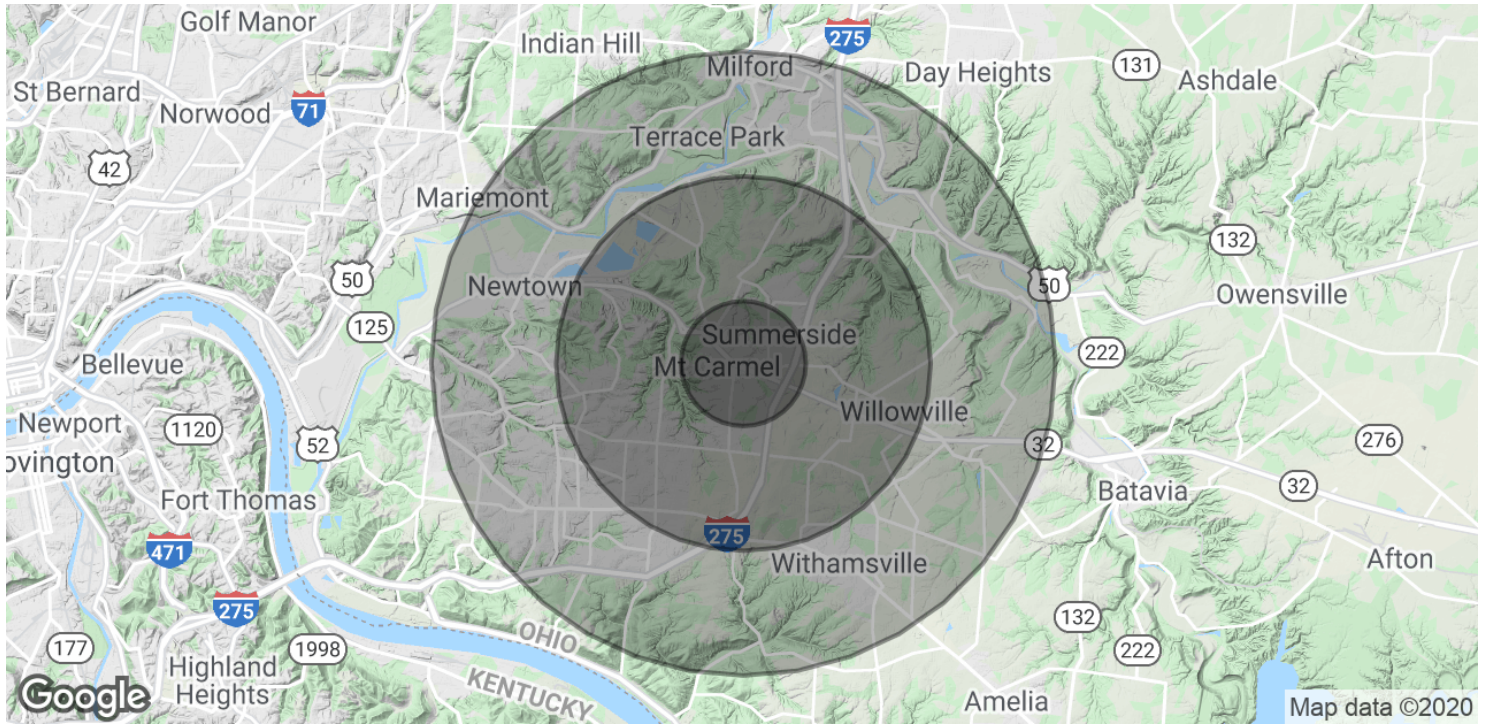 Golf Manor
Indian Hill
275
Milford
Day Heights
131
Ashdale
St Bernard
Norwood
71
Terrace Park
42
Mariemont
132
50
Newtown
50
Owensville
125
Summerside
Bellevue
Mt Carmel
222
Newport
1120
Willowville
52
32
276
ovington
Fort Thomas
Batavia
32
275
471
Withamsville
Afton
275
132
OHIO
177
1998
222
Highland
Heights
KENTUCKY
Amelia
Google
Map data ©2020